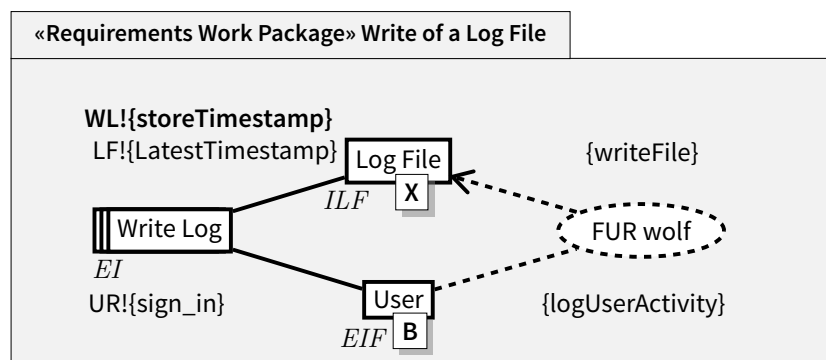 «Requirements Work Package» Write of a Log File
WL!{storeTimestamp}
LF!{LatestTimestamp}
Log File
{writeFile}
ILF
X
Write Log
FUR wolf
EI
UR!{sign_in}
User
{logUserActivity}
EIF
B